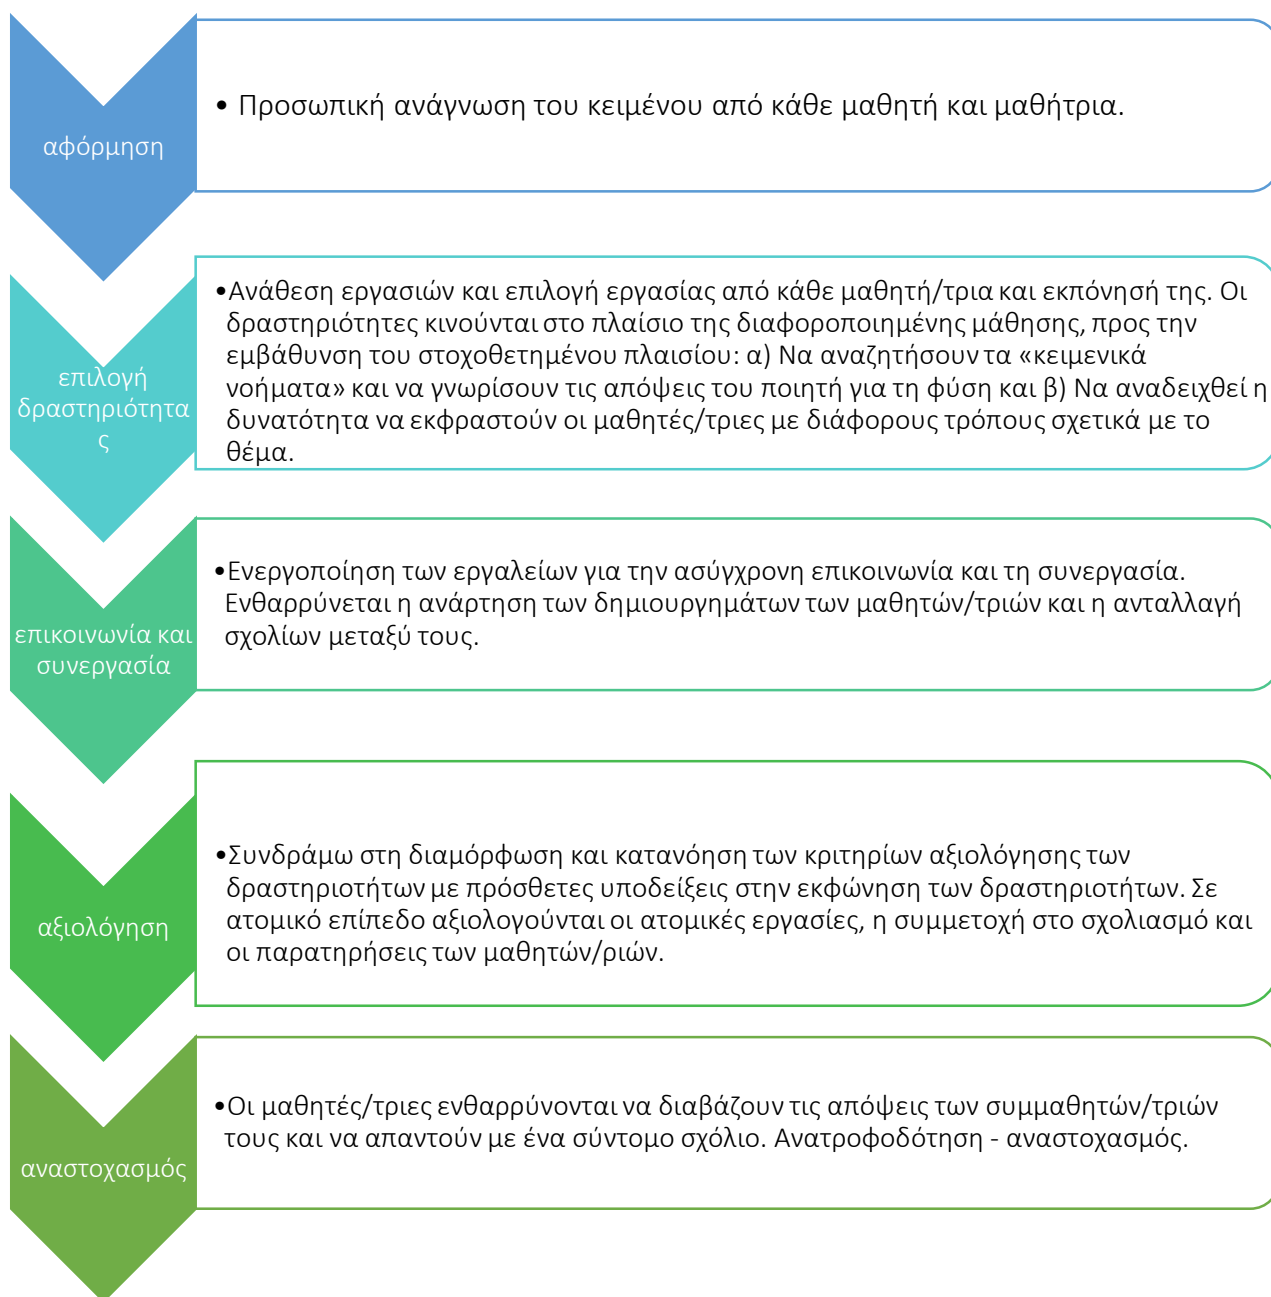 αφόρμηση
• Προσωπική ανάγνωση του κειμένου από κάθε μαθητή και μαθήτρια.
επιλογή
δραστηριότητα
ς
•Ανάθεση εργασιών και επιλογή εργασίας από κάθε μαθητή/τρια και εκπόνησή της. Οι
δραστηριότητες κινούνται στο πλαίσιο της διαφοροποιημένης μάθησης, προς την
εμβάθυνση του στοχοθετημένου πλαισίου: α) Να αναζητήσουν τα «κειμενικά
νοήματα» και να γνωρίσουν τις απόψεις του ποιητή για τη φύση και β) Να αναδειχθεί η
δυνατότητα να εκφραστούν οι μαθητές/τριες με διάφορους τρόπους σχετικά με το
θέμα.
επικοινωνία και
συνεργασία
•Ενεργοποίηση των εργαλείων για την ασύγχρονη επικοινωνία και τη συνεργασία.
Ενθαρρύνεται η ανάρτηση των δημιουργημάτων των μαθητών/τριών και η ανταλλαγή
σχολίων μεταξύ τους.
αξιολόγηση
•Συνδράμω στη διαμόρφωση και κατανόηση των κριτηρίων αξιολόγησης των
δραστηριοτήτων με πρόσθετες υποδείξεις στην εκφώνηση των δραστηριοτήτων. Σε
ατομικό επίπεδο αξιολογούνται οι ατομικές εργασίες, η συμμετοχή στο σχολιασμό και
οι παρατηρήσεις των μαθητών/ριών.
αναστοχασμός
•Οι μαθητές/τριες ενθαρρύνονται να διαβάζουν τις απόψεις των συμμαθητών/τριών
τους και να απαντούν με ένα σύντομο σχόλιο. Ανατροφοδότηση - αναστοχασμός.